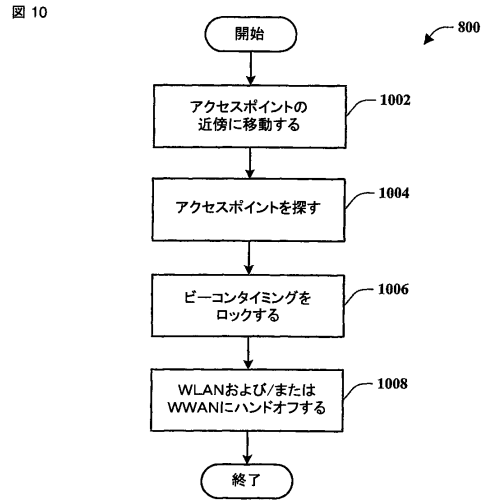 図 10
開始
800
アクセスポイントの
近傍に移動する
1002
アクセスポイントを探す
1004
ビーコンタイミングを
ロックする
1006
WLANおよび/または
WWANにハンドオフする
1008
終了